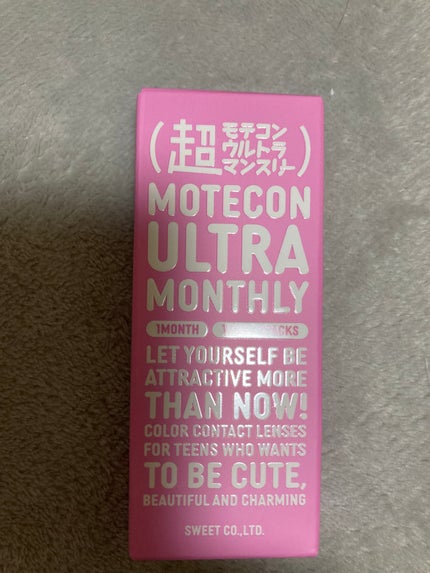 (超モテコン
ウルトラ
マンスリー)
MOTECON
ULTRA
MONTHLY
1MONTH
LET YOURSELF BE
ATTRACTIVE MORE
THAN NOW!
COLOR CONTACT LENSES
FOR TEENS WHO WANTS
TO BE CUTE,
BEAUTIFUL AND CHARMING
SWEET CO.,LTD.